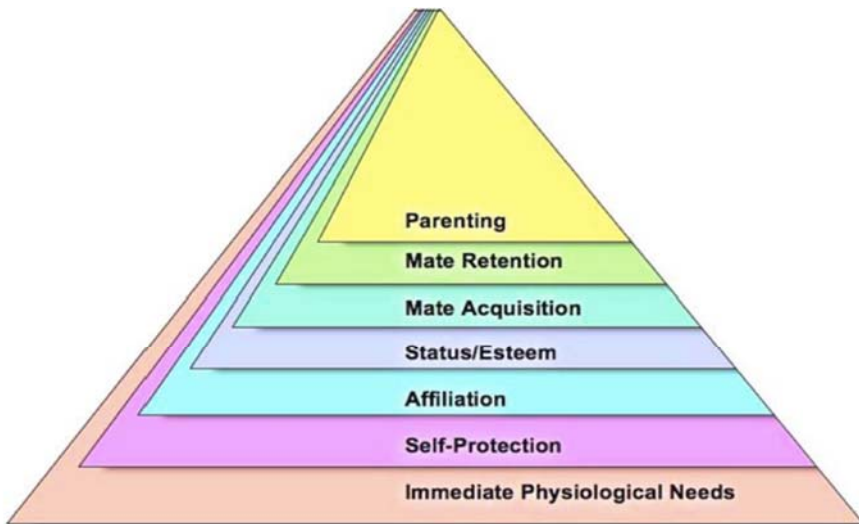 Parenting
Mate Retention
Mate Acquisition
Status/Esteem
Affiliation
Self-Protection
Immediate Physiological Needs